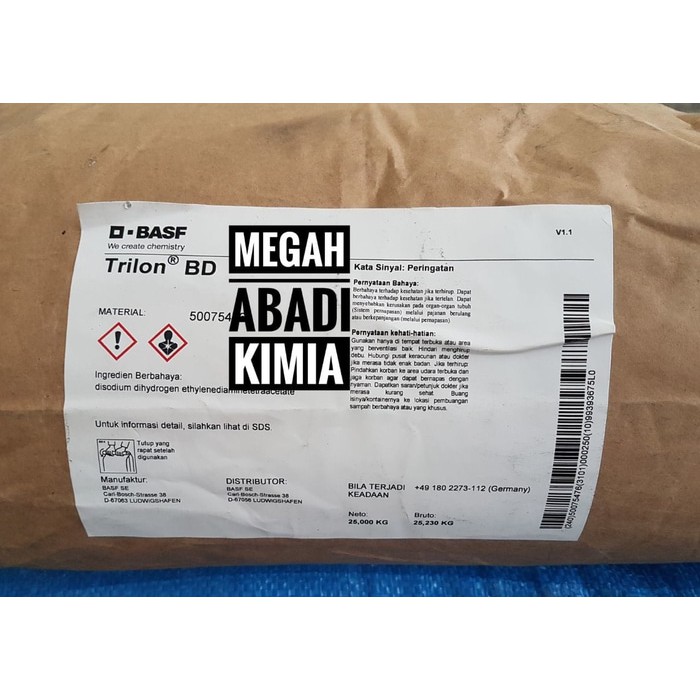 BASF
We create chemistry
Trilon® BD
V1.1
MEGAH
ABADI
KIMIA
MATERIAL: 500754
Ingredien Berbahaya:
disodium dihydrogen ethylenediaminetetraacetate
Untuk informasi detail, silahkan lihat di SDS.
Tutup yang
rapat setelah
digunakan
Manufaktur:
BASF SE
Carl-Bosch-Strasse 38
D-67063 LUDWIGSHAFEN
DISTRIBUTOR:
BASF SE
Carl-Bosch-Strasse 38
D-67056 LUDWIGSHAFEN
Kata Sinyal: Peringatan
Pernyataan Bahaya:
Berbahaya terhadap kesehatan jika terhirup. Dapat
berbahaya terhadap kesehatan jika tertelan. Dapat
menyebabkan kerusakan pada organ-organ tubuh
(Sistem pernapasan) melalui pajanan berulang
atau berkepanjangan (melalui pernapasan).
Pernyataan kehati-hatian:
Gunakan hanya di tempat terbuka atau area
yang berventilasi baik. Hindari menghirup
debu. Hubungi pusat keracunan atau dokter
jika merasa tidak enak badan. Jika terhirup:
Pindahkan korban ke area udara terbuka dan
jaga korban agar dapat bernapas dengan
nyaman. Dapatkan saran/petunjuk dokter jika
merasa kurang sehat. Buang
isinya/kontainernya ke lokasi pembuangan
sampah berbahaya atau yang khusus.
BILA TERJADI
KEADAAN
+49 180 2273-112 (Germany)
Neto:
25,000 KG
Bruto:
25,230 KG
(240)50075476(3101)000250(10)99393675L0